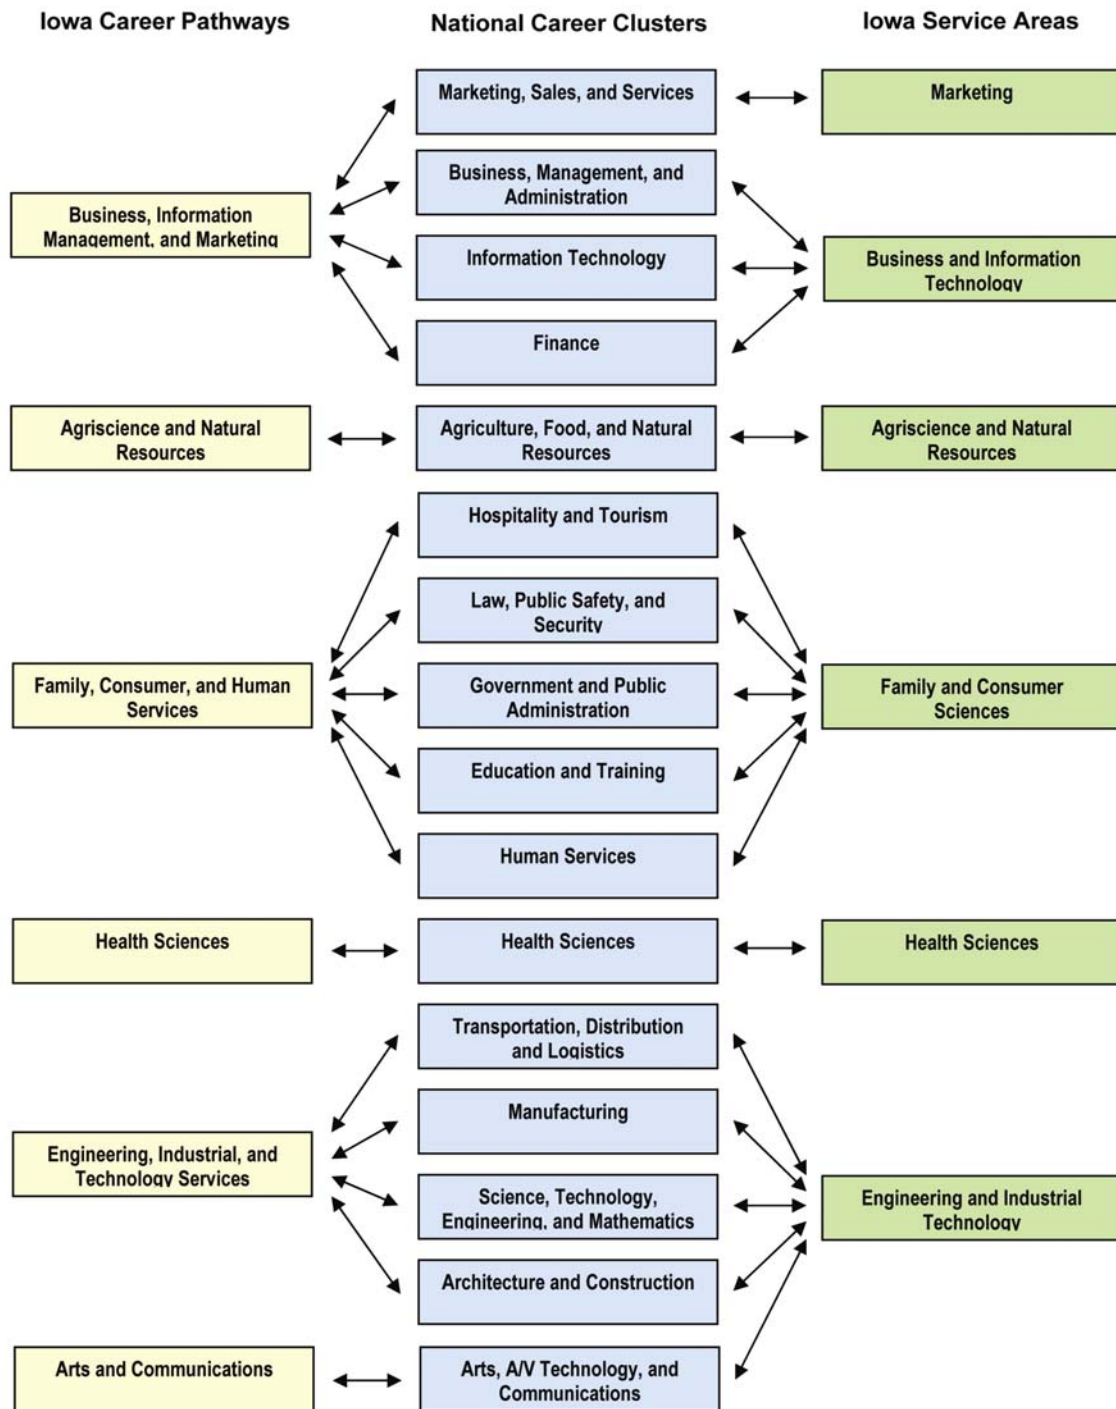 Iowa Career Pathways
National Career Clusters
Iowa Service Areas
Marketing, Sales, and Services
Marketing
Business, Management, and
Administration
Business, Information
Management, and Marketing
Information Technology
Business and Information
Technology
Finance
Agriscience and Natural
Resources
Agriculture, Food, and Natural
Resources
Agriscience and Natural
Resources
Hospitality and Tourism
Law, Public Safety, and
Security
Family, Consumer, and Human
Services
Government and Public
Administration
Family and Consumer
Sciences
Education and Training
Human Services
Health Sciences
Health Sciences
Health Sciences
Transportation, Distribution
and Logistics
Manufacturing
Engineering, Industrial, and
Technology Services
Science, Technology,
Engineering, and Mathematics
Engineering and Industrial
Technology
Architecture and Construction
Arts and Communications
Arts, A/V Technology, and
Communications